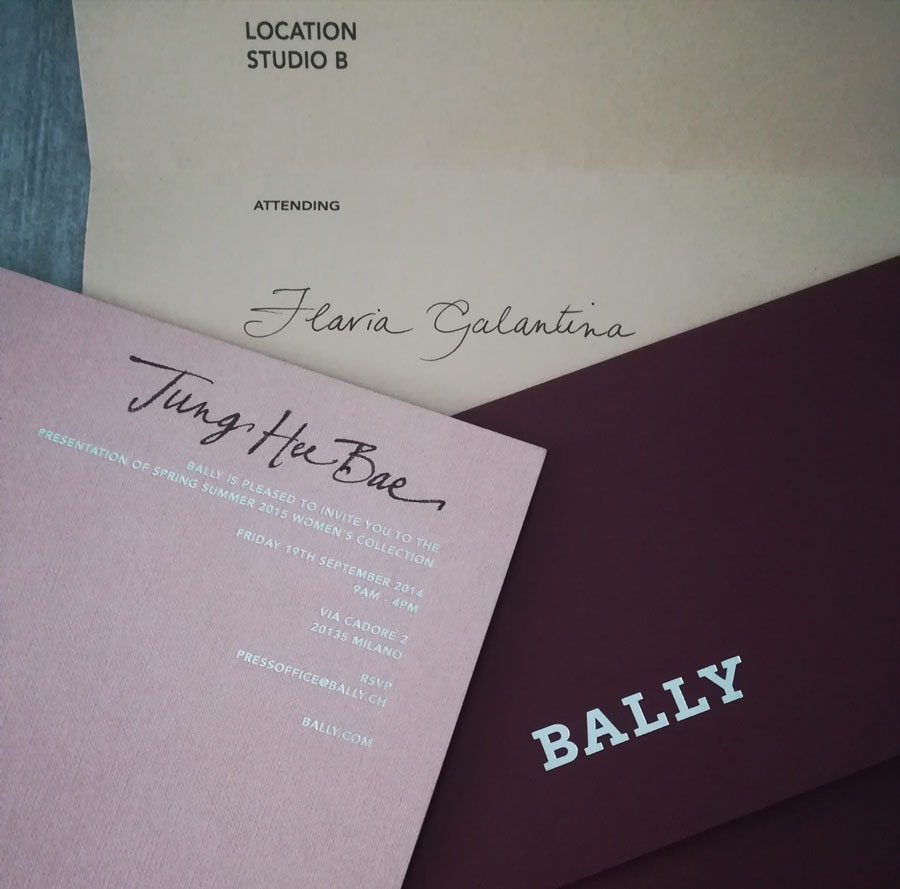 LOCATION
STUDIO B
ATTENDING
Flavia Galantina
Jung Hee Bae
BALLY IS PLEASED TO INVITE YOU TO THE
PRESENTATION OF SPRING SUMMER 2015 WOMEN'S COLLECTION
FRIDAY 19TH SEPTEMBER 2014
9AM - 4PM
VIA CADORE 2
20135 MILANO
RSVP
PRESSOFFICE@BALLY.CH
BALLY.COM
BALLY